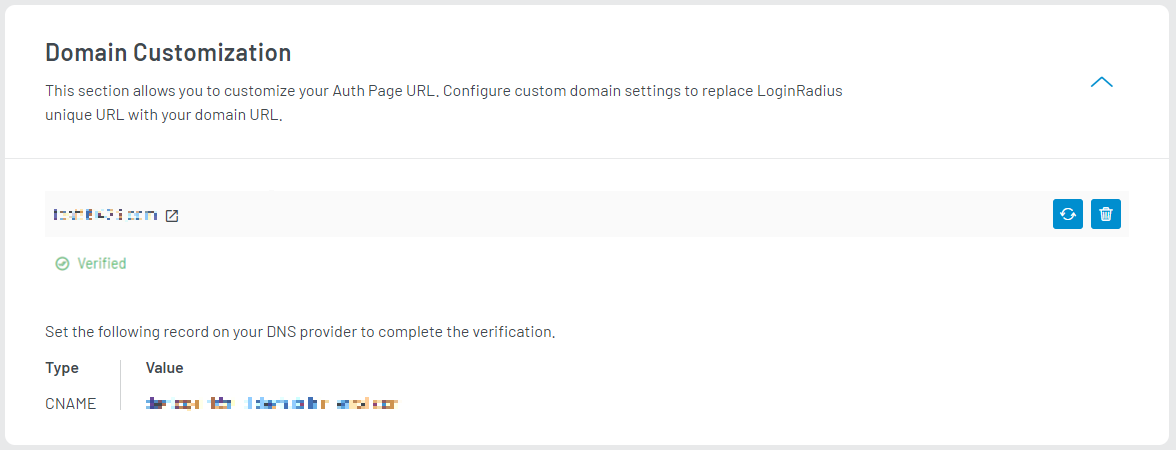 Domain Customization
This section allows you to customize your Auth Page URL. Configure custom domain settings to replace LoginRadius
unique URL with your domain URL.
Verified
Set the following record on your DNS provider to complete the verification.
Type Value
CNAME